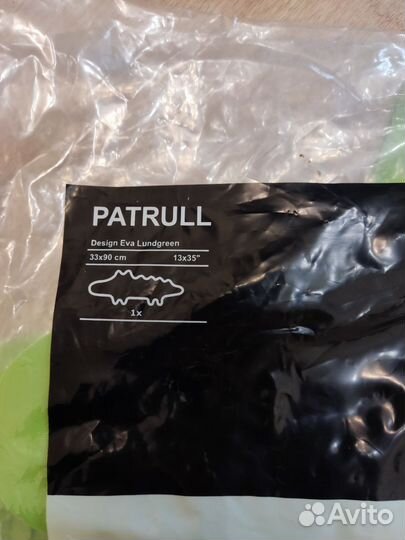 PATRULL
Design Eva Lundgreen
33x90 cm 13x35"
1x
Avito